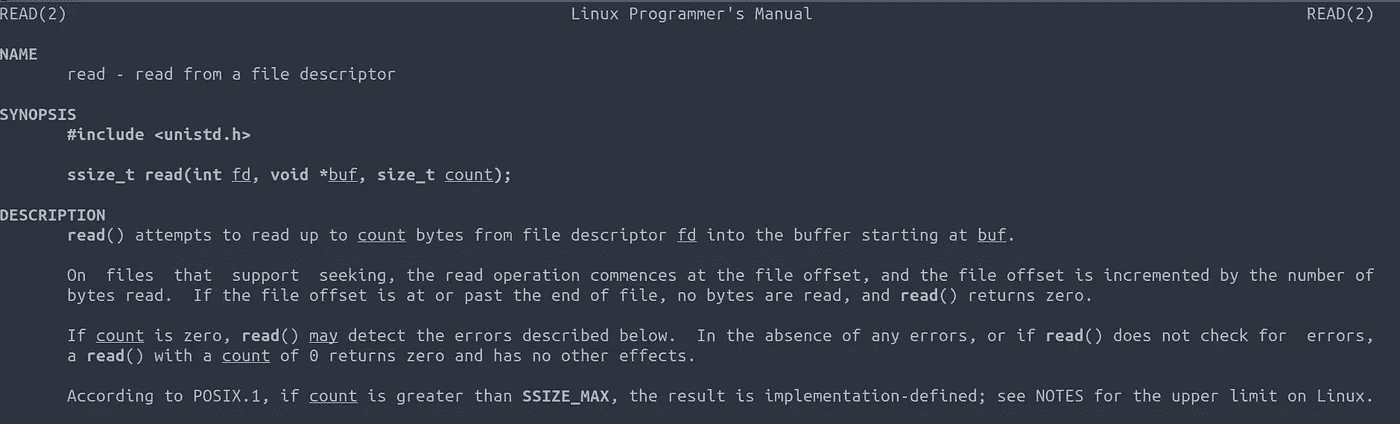 READ(2) Linux Programmer's Manual READ(2)
NAME
read - read from a file descriptor
SYNOPSIS
#include <unistd.h>
ssize_t read(int fd, void *buf, size_t count);
DESCRIPTION
read() attempts to read up to count bytes from file descriptor fd into the buffer starting at buf.
On files that support seeking, the read operation commences at the file offset, and the file offset is incremented by the number of
bytes read. If the file offset is at or past the end of file, no bytes are read, and read() returns zero.
If count is zero, read() may detect the errors described below. In the absence of any errors, or if read() does not check for errors,
a read() with a count of 0 returns zero and has no other effects.
According to POSIX.1, if count is greater than SSIZE_MAX, the result is implementation-defined; see NOTES for the upper limit on Linux.